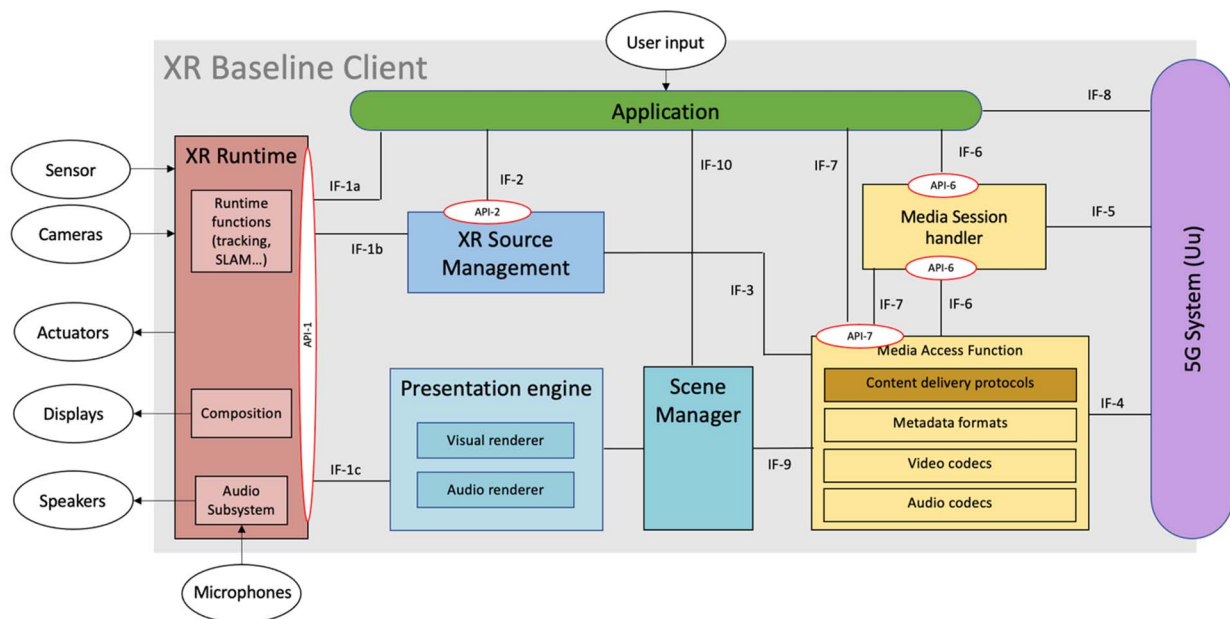 User input
XR Baseline Client
Application
IF-8
XR Runtime
Sensor
IF-1a
IF-2
IF-10
IF-7
IF-6
API-6
Runtime
functions
(tracking,
SLAM...)
API-2
Media Session
handler
IF-5
Cameras
IF-1b
XR Source
Management
API-6
IF-3
IF-7
IF-6
5G System (Uu)
API-1
Actuators
API-7
Media Access Function
Presentation engine
Scene
Manager
Content delivery protocols
Displays
Composition
IF-4
Visual renderer
Metadata formats
IF-1c
IF-9
Video codecs
Speakers
Audio
Subsystem
Audio renderer
Audio codecs
Microphones